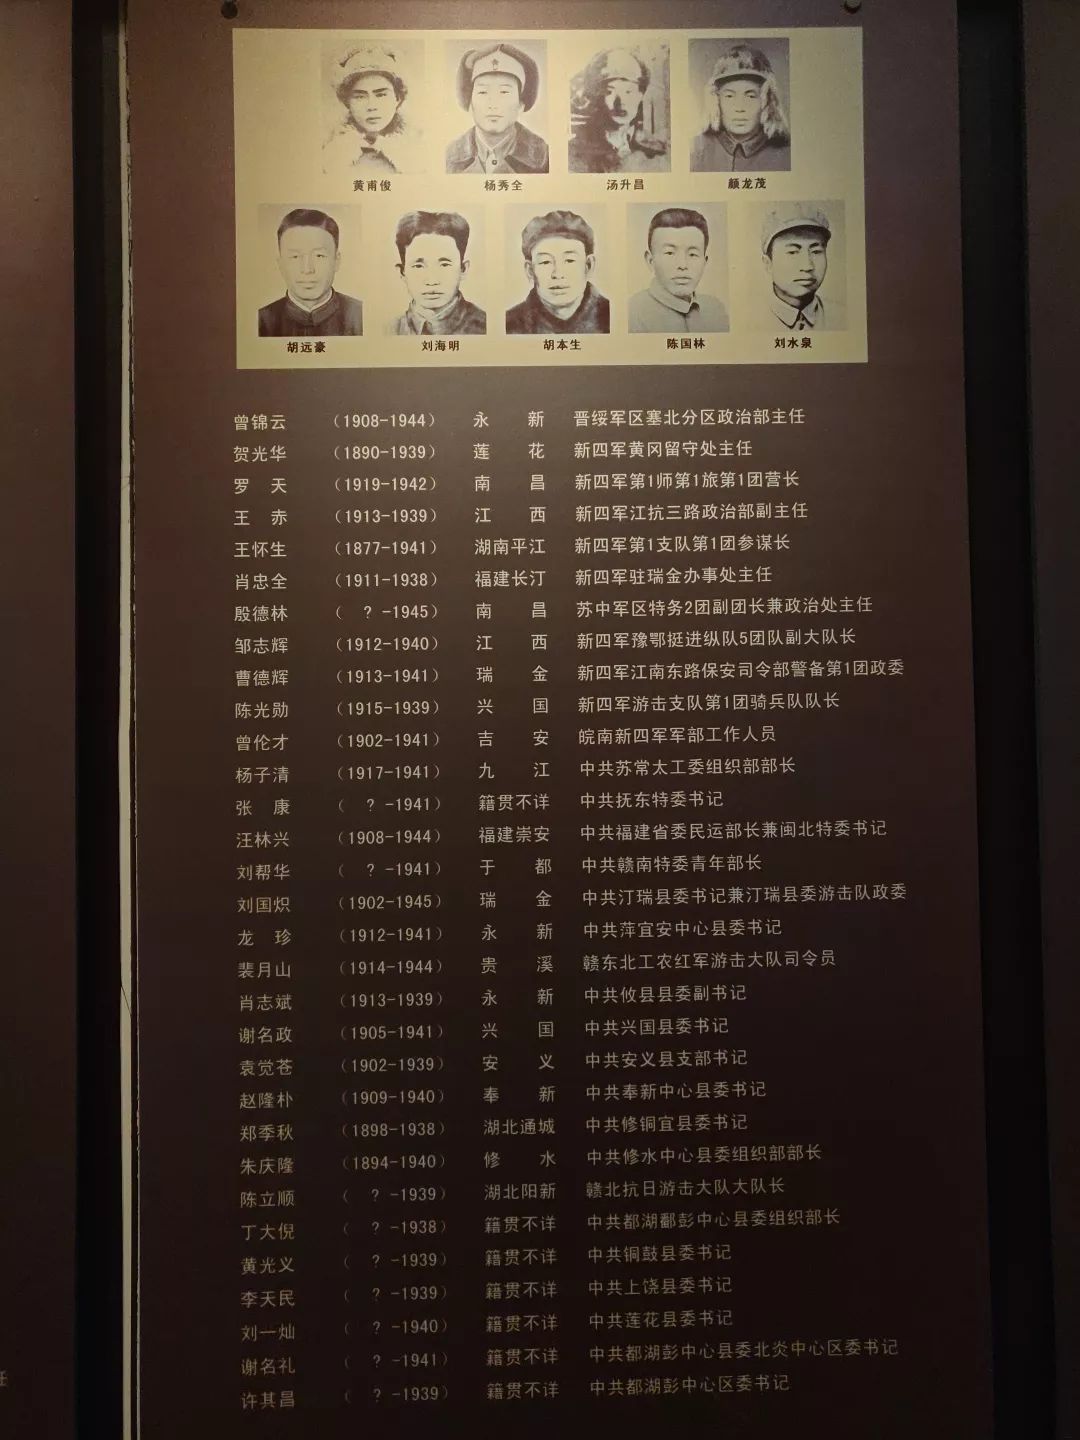 黄甫俊 杨秀全 汤升昌 颜龙茂
胡远豪 刘海明 胡本生 陈国林 刘水泉
曾锦云 (1908-1944) 永 新 晋绥军区塞北分区政治部主任
贺光华 (1890-1939) 莲 花 新四军黄冈留守处主任
罗 天 (1919-1942) 南 昌 新四军第1师第1旅第1团营长
王 赤 (1913-1939) 江 西 新四军江抗三路政治部副主任
王怀生 (1877-1941) 湖南平江 新四军第1支队第1团参谋长
肖忠全 (1911-1938) 福建长汀 新四军驻瑞金办事处主任
殷德林 ( ? -1945) 南 昌 苏中军区特务2团副团长兼政治处主任
邹志辉 (1912-1940) 江 西 新四军豫鄂挺进纵队5团队副大队长
曹德辉 (1913-1941) 瑞 金 新四军江南东路保安司令部警备第1团政委
陈光勋 (1915-1939) 兴 国 新四军游击支队第1团骑兵队队长
曾伦才 (1902-1941) 吉 安 皖南新四军军部工作人员
杨子清 (1917-1941) 九 江 中共苏常太工委组织部部长
张 康 ( ? -1941) 籍贯不详 中共抚东特委书记
汪林兴 (1908-1944) 福建崇安 中共福建省委民运部长兼闽北特委书记
刘帮华 ( ? -1941) 于 都 中共赣南特委青年部长
刘国炽 (1902-1945) 瑞 金 中共汀瑞县委书记兼汀瑞县委游击队政委
龙 珍 (1912-1941) 永 新 中共萍宜安中心县委书记
裴月山 (1914-1944) 贵 溪 赣东北工农红军游击大队司令员
肖志斌 (1913-1939) 永 新 中共攸县县委副书记
谢名政 (1905-1941) 兴 国 中共兴国县委书记
袁觉苍 (1902-1939) 安 义 中共安义县支部书记
赵隆朴 (1909-1940) 奉 新 中共奉新中心县委书记
郑季秋 (1898-1938) 湖北通城 中共修铜宜县委书记
朱庆隆 (1894-1940) 修 水 中共修水中心县委组织部部长
陈立顺 ( ? -1939) 湖北阳新 赣北抗日游击大队大队长
丁大倪 ( ? -1938) 籍贯不详 中共都湖鄱彭中心县委组织部长
黄光义 ( ? -1939) 籍贯不详 中共铜鼓县委书记
李天民 ( ? -1939) 籍贯不详 中共上饶县委书记
刘一灿 ( ? -1940) 籍贯不详 中共莲花县委书记
谢名礼 ( ? -1941) 籍贯不详 中共都湖彭中心县委北炎中心区委书记
许其昌 ( ? -1939) 籍贯不详 中共都湖彭中心区委书记
任